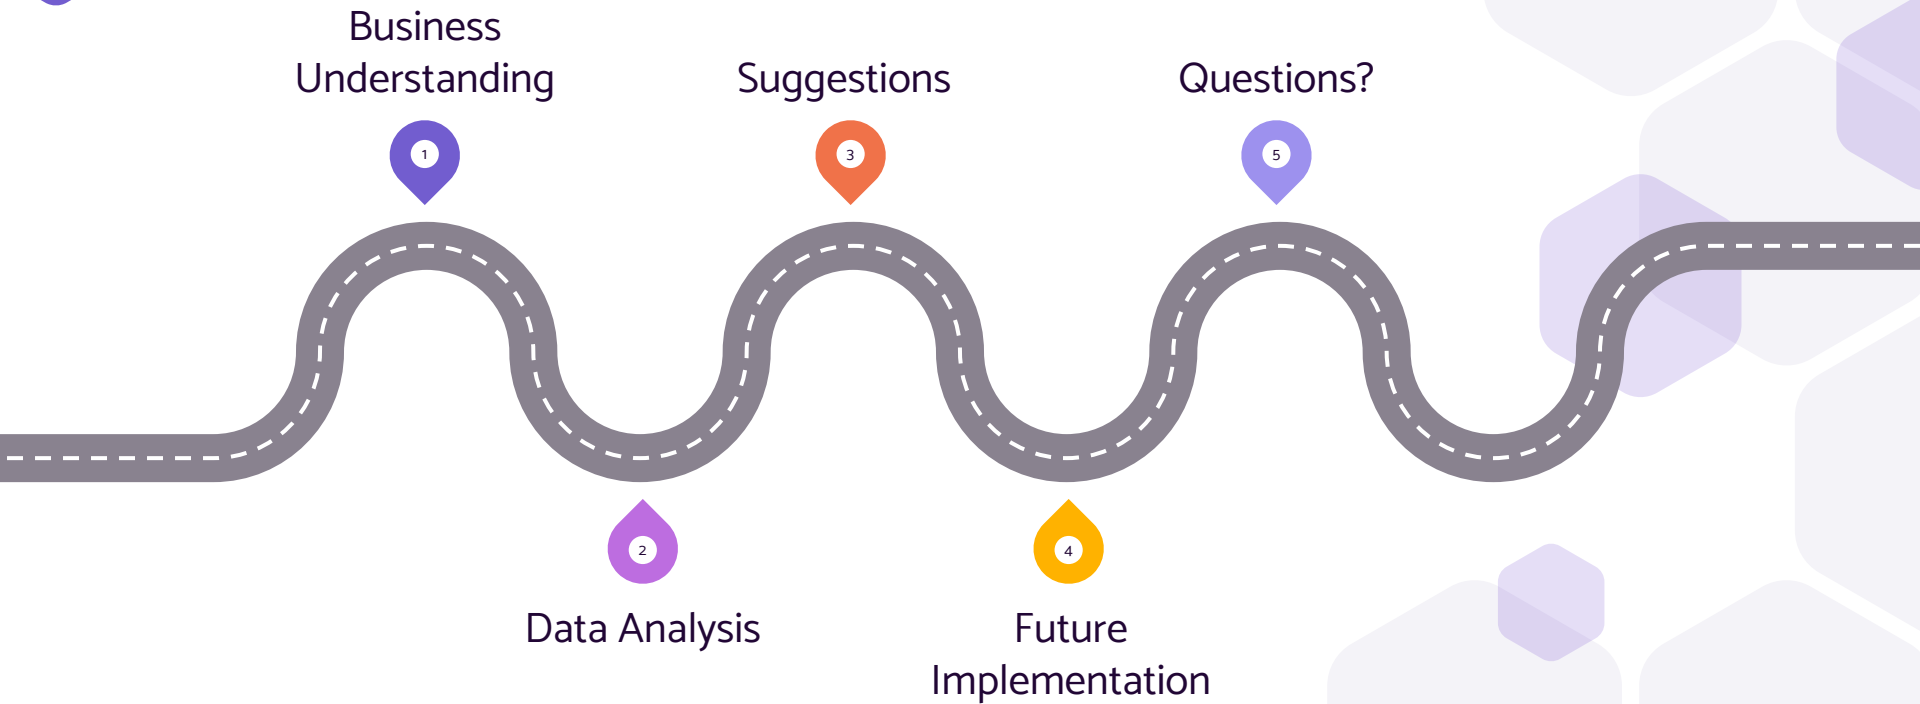 Business
Understanding
1
Data Analysis
2
Suggestions
3
Future
Implementation
4
Questions?
5